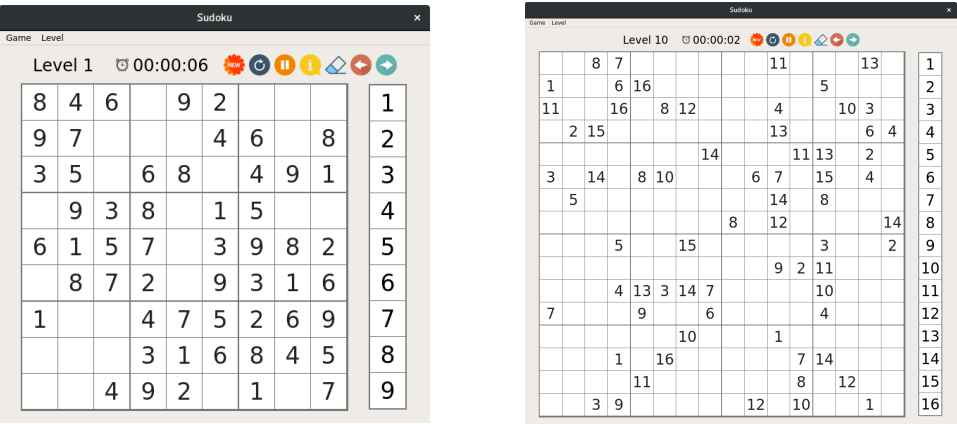 Sudoku ×
Game Level
Level 1 00:00:06 NEW i
8 4 6 9 2 1
9 7 4 6 8 2
3 5 6 8 4 9 1 3
9 3 8 1 5 4
6 1 5 7 3 9 8 2 5
8 7 2 9 3 1 6 6
1 4 7 5 2 6 9 7
3 1 6 8 4 5 8
4 9 2 1 7 9
Sudoku ×
Game Level
Level 10 00:00:02 NEW i
8 7 11 13 1
1 6 16 5 2
11 16 8 12 4 10 3 3
2 15 13 6 4 4
14 11 13 2 5
3 14 8 10 6 7 15 4 6
5 14 8 7
8 12 14 8
5 15 3 2 9
9 2 11 10
4 13 3 14 7 10 11
7 9 6 4 12
10 1 13
1 16 7 14 14
11 8 12 15
3 9 12 10 1 16